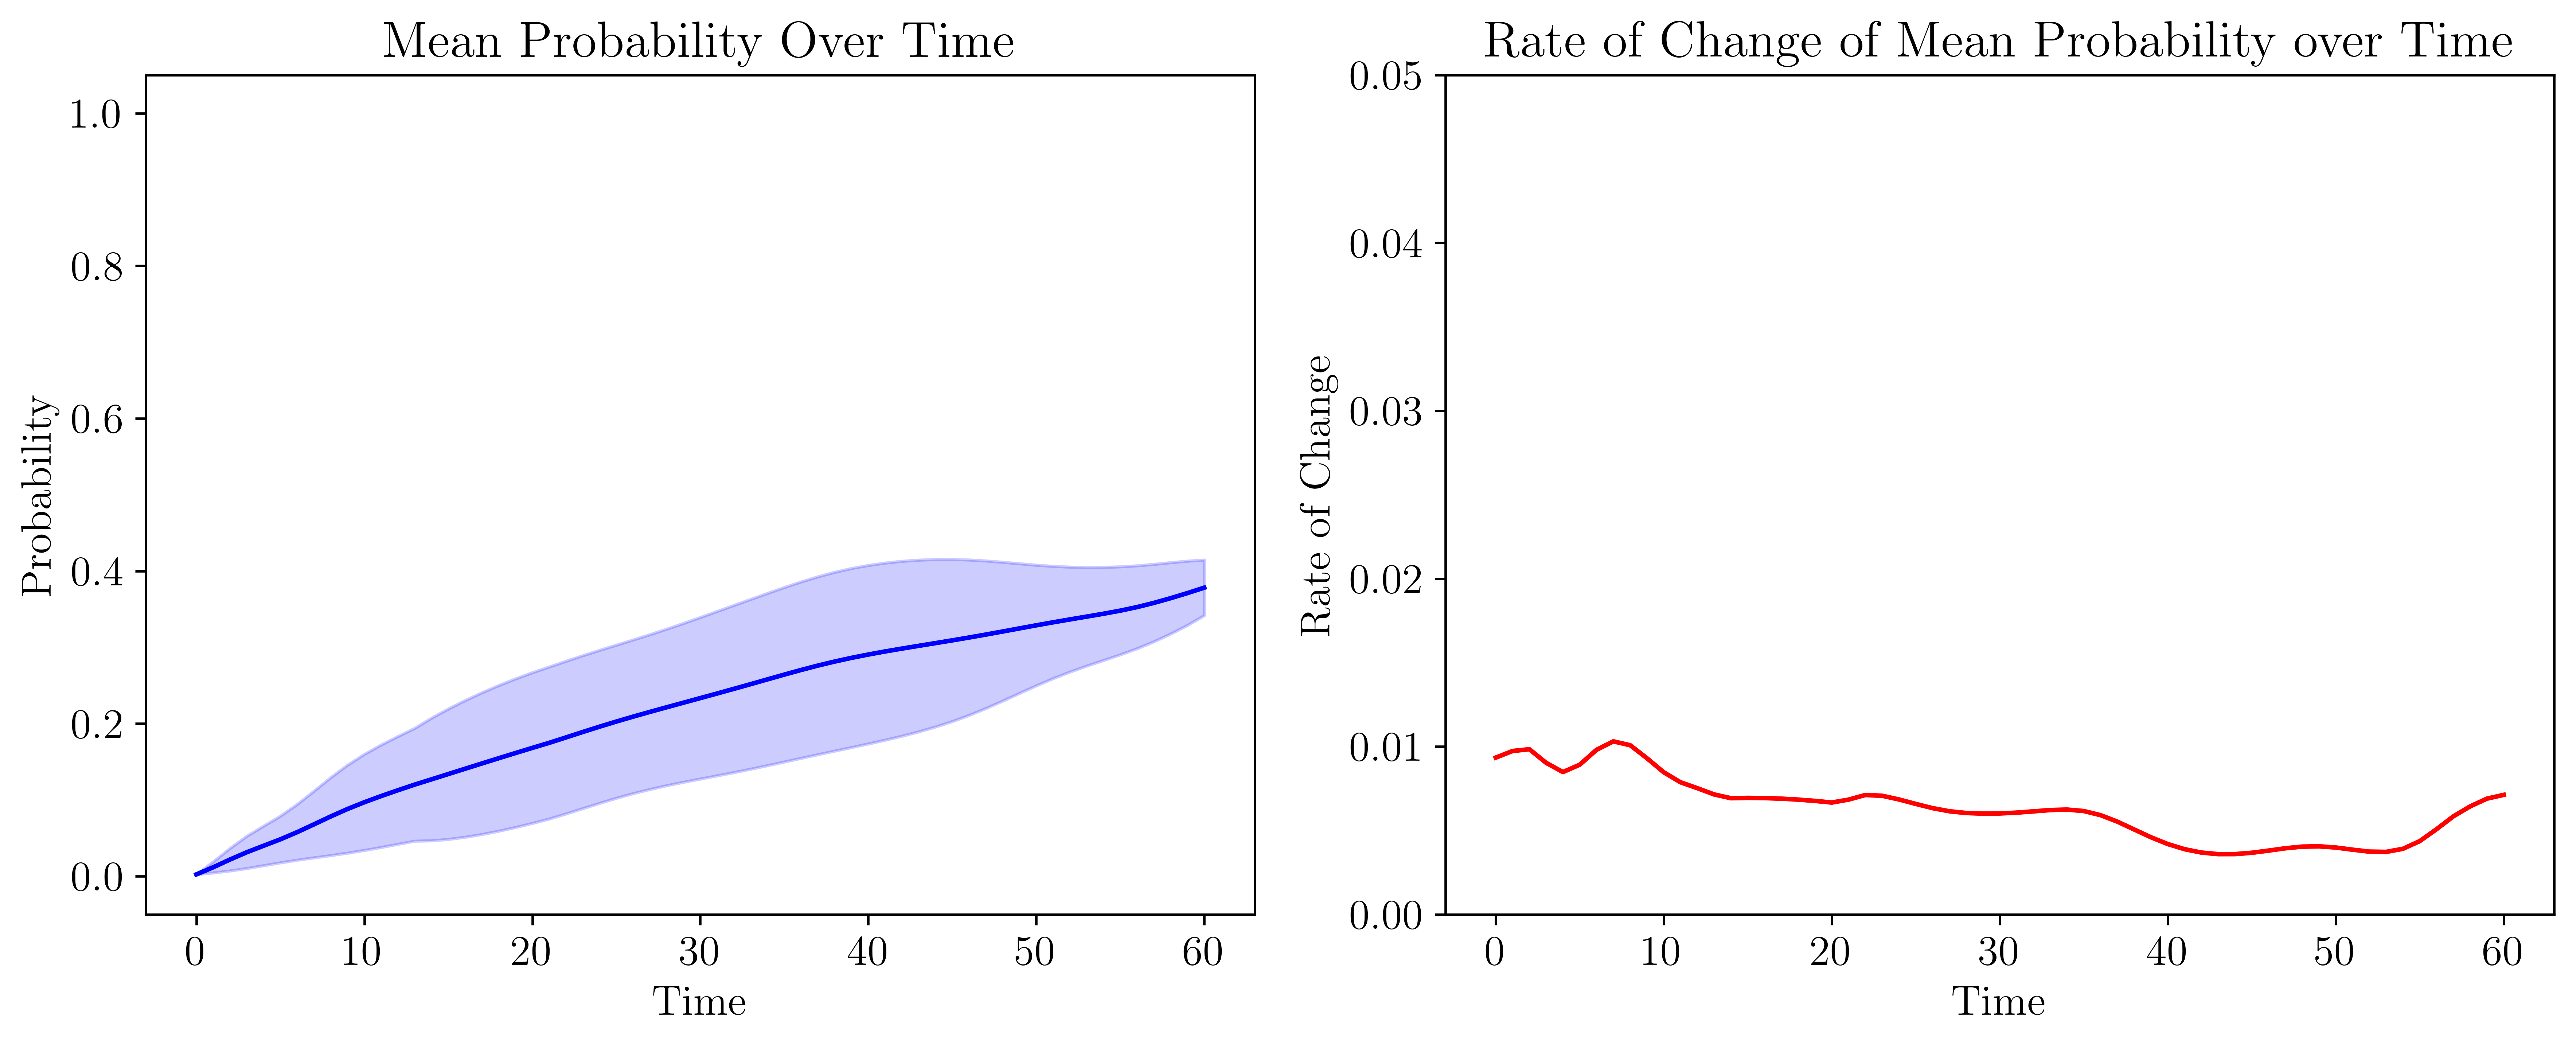 Mean Probability Over Time
1.0
0.8
0.6
0.4
0.2
0.0
Probability
0 10 20 30 40 50 60
Time
Rate of Change of Mean Probability over Time
0.05
0.04
0.03
0.02
0.01
0.00
Rate of Change
0 10 20 30 40 50 60
Time